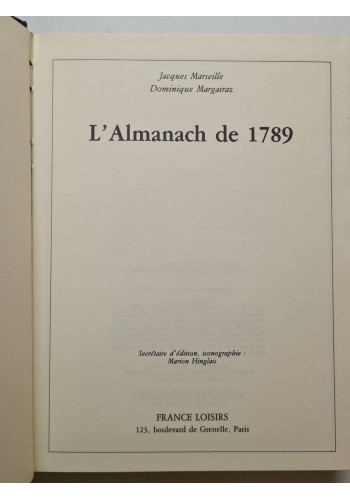 Jacques Marseille
Dominique Margairaz
L'Almanach de 1789
Secrétaire d'édition, iconographie :
Marion Hinglais
FRANCE LOISIRS
123, boulevard de Grenelle, Paris